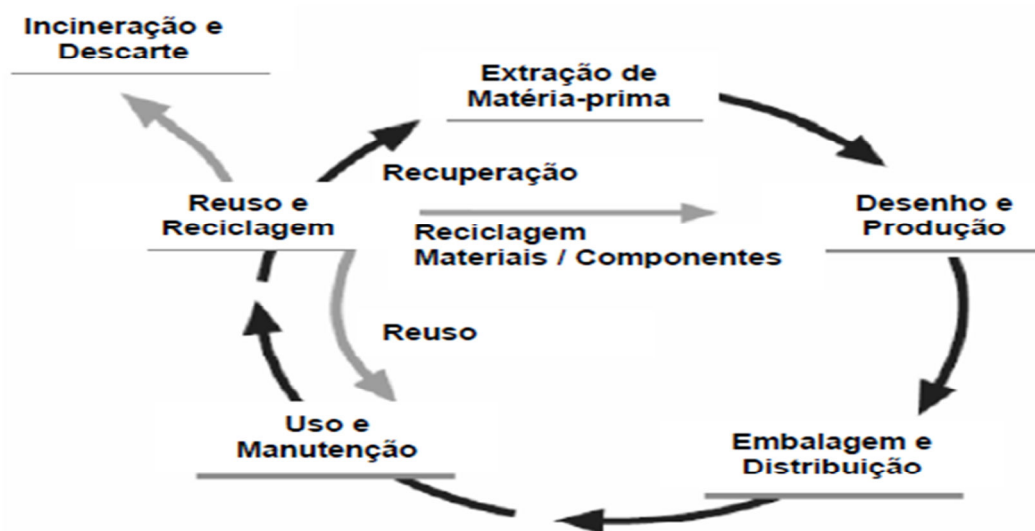 Incineração e
Descarte
Extração de
Matéria-prima
Recuperação
Reuso e
Reciclagem
Desenho e
Produção
Reciclagem
Materiais / Componentes
Reuso
Uso e
Manutenção
Embalagem e
Distribuição